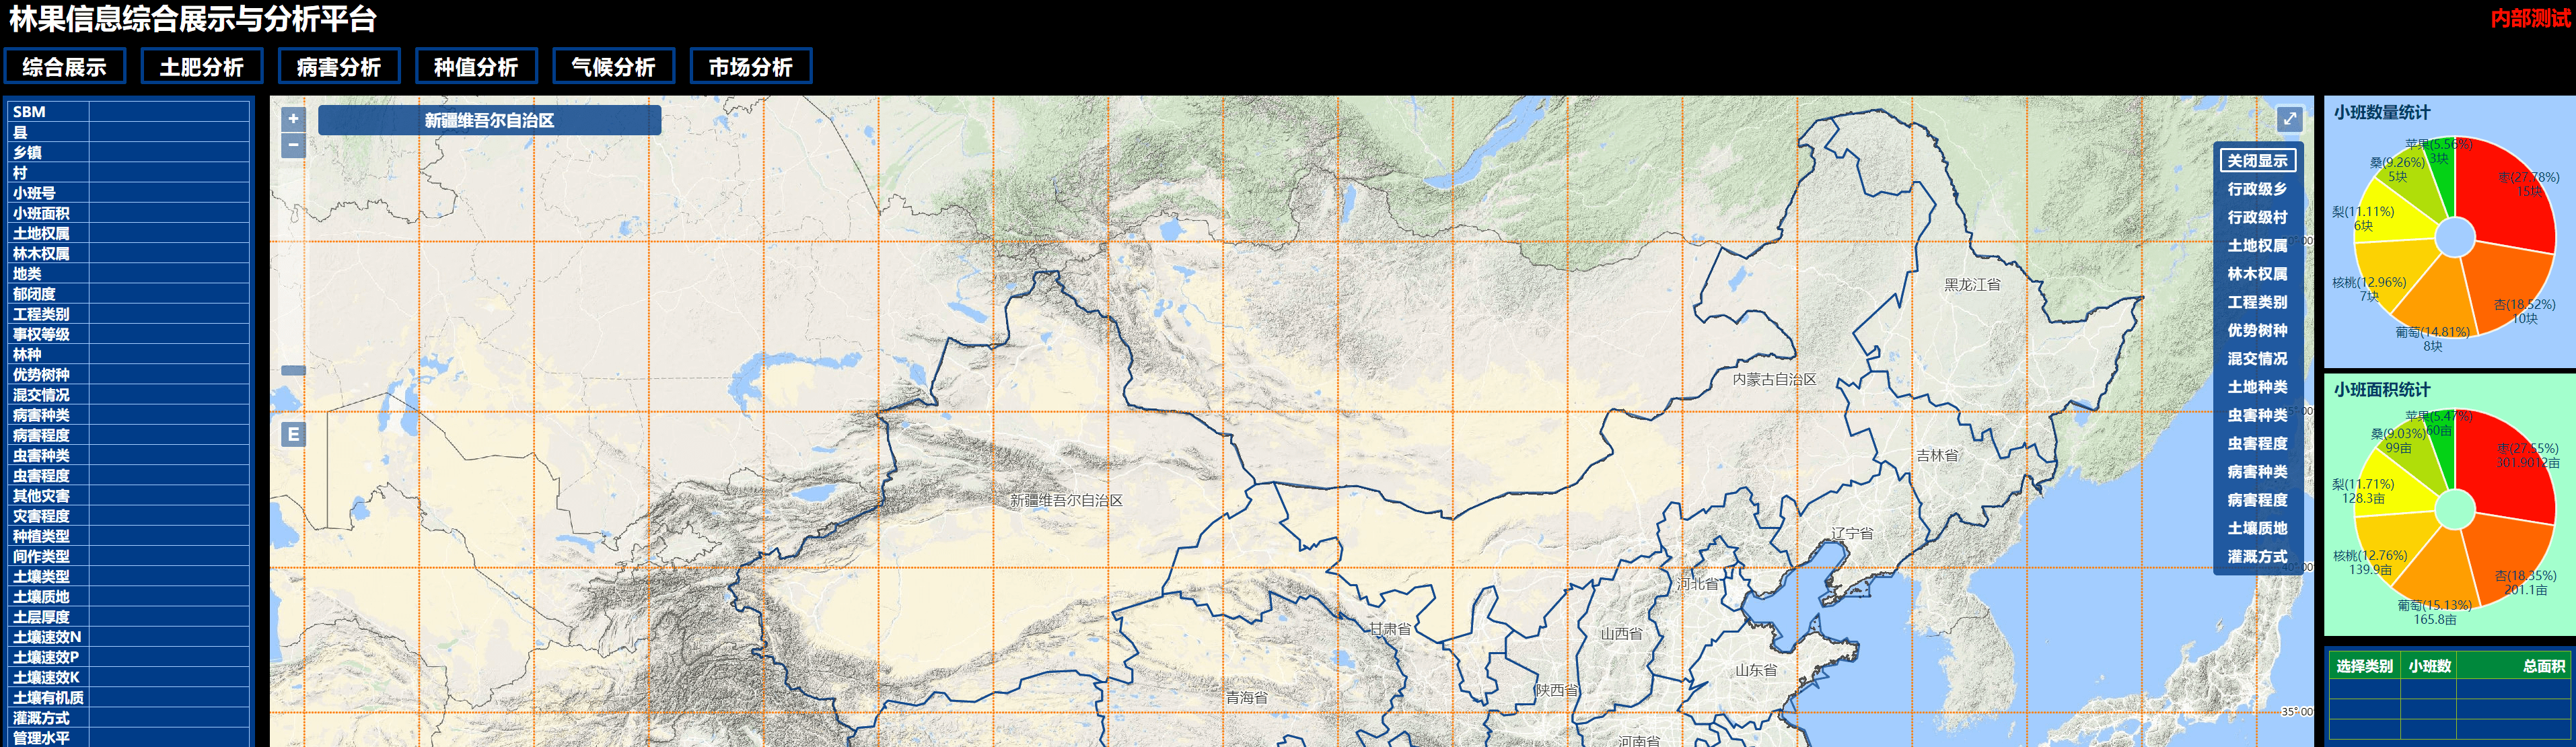 林果信息综合展示与分析平台
内部测试
综合展示
土肥分析
病害分析
种值分析
气候分析
市场分析
SBM
县
乡镇
村
小班号
小班面积
土地权属
林木权属
地类
郁闭度
工程类别
事权等级
林种
优势树种
混交情况
病害种类
病害程度
虫害种类
虫害程度
其他灾害
灾害程度
种植类型
间作类型
土壤类型
土壤质地
土层厚度
土壤速效N
土壤速效P
土壤速效K
土壤有机质
灌溉方式
管理水平
+
−
E
新疆维吾尔自治区
黑龙江省
内蒙古自治区
吉林省
新疆维吾尔自治区
辽宁省
河北省
甘肃省
山西省
山东省
陕西省
青海省
河南省
35° 00'
关闭显示
行政级乡
行政级村
土地权属
林木权属
工程类别
优势树种
混交情况
土地种类
虫害种类
虫害程度
病害种类
病害程度
土壤质地
灌溉方式
小班数量统计
苹果(5.56%)
3块
桑(9.26%)
5块
枣(27.78%)
15块
梨(11.11%)
6块
核桃(12.96%)
7块
杏(18.52%)
10块
葡萄(14.81%)
8块
小班面积统计
苹果(5.47%)
60亩
桑(9.03%)
99亩
枣(27.55%)
301.9012亩
梨(11.71%)
128.3亩
核桃(12.76%)
139.9亩
杏(18.35%)
201.1亩
葡萄(15.13%)
165.8亩
选择类别 小班数 总面积